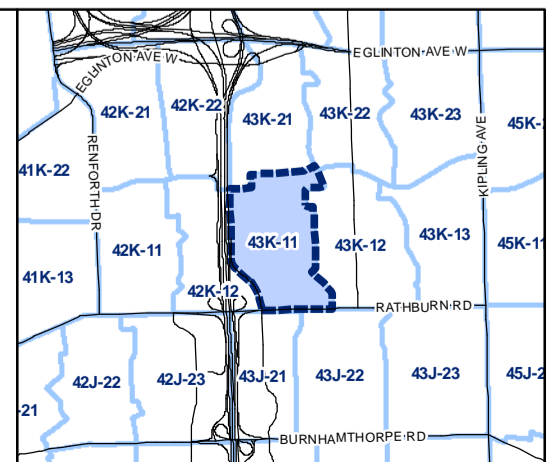 EGLINTON AVE W
EGLINTON AVE W
42K-21
42K-22
43K-21
43K-22
43K-23
45K-
RENFORTH DR
KIPLING AVE
41K-22
42K-11
43K-11
43K-12
43K-13
45K-11
41K-13
42K-12
RATHBURN RD
42J-22
42J-23
43J-21
43J-22
43J-23
45J-2
-21
BURNHAMTHORPE RD